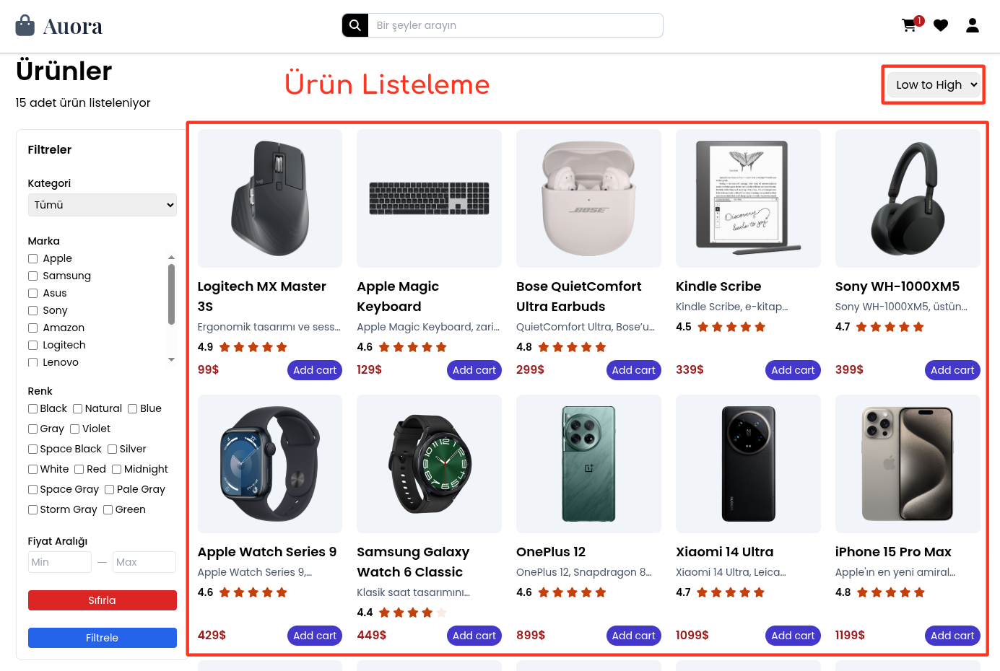 Auora
Bir şeyler arayın
1
Ürünler
Ürün Listeleme
Low to High
15 adet ürün listeleniyor
Filtreler
Kategori
Tümü
Marka
Apple
Samsung
Asus
Sony
Amazon
Logitech
Lenovo
Renk
Black Natural Blue
Gray Violet
Space Black Silver
White Red Midnight
Space Gray Pale Gray
Storm Gray Green
Fiyat Aralığı
Min — Max
Sıfırla
Filtrele
Logitech MX Master
3S
Ergonomik tasarımı ve sess...
4.9
99$ Add cart
Apple Magic
Keyboard
Apple Magic Keyboard, zari...
4.6
129$ Add cart
BOSE
Bose QuietComfort
Ultra Earbuds
QuietComfort Ultra, Bose’u...
4.8
299$ Add cart
Discovery
leads to joy
Kindle Scribe
Kindle Scribe, e-kitap...
4.5
339$ Add cart
Sony WH-1000XM5
Sony WH-1000XM5, üstün...
4.7
399$ Add cart
Apple Watch Series 9
Apple Watch Series 9,...
4.6
429$ Add cart
Samsung Galaxy
Watch 6 Classic
Klasik saat tasarımını...
4.4
449$ Add cart
OnePlus 12
OnePlus 12, Snapdragon 8...
4.6
899$ Add cart
Xiaomi 14 Ultra
Xiaomi 14 Ultra, Leica...
4.7
1099$ Add cart
iPhone 15 Pro Max
Apple'ın en yeni amiral...
4.8
1199$ Add cart